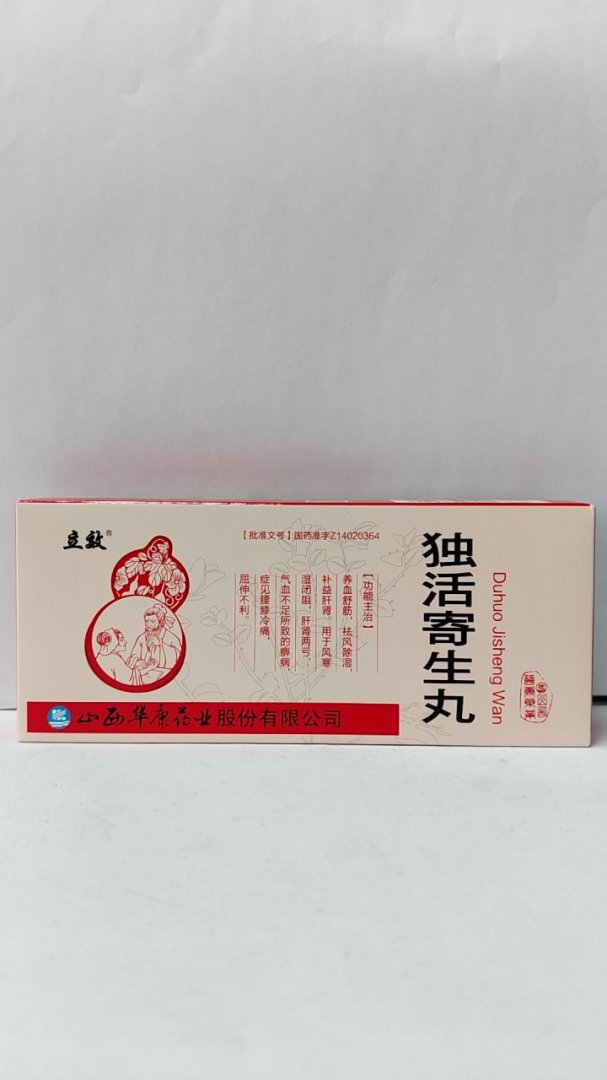 立效®
【批准文号】国药准字Z14020364
独活寄生丸
Duhuo Jisheng Wan
【功能主治】
养血舒筋，祛风除湿，
补益肝肾。用于风寒
湿闭阻，肝肾两亏，
气血不足所致的痹病，
症见腰膝冷痛，
屈伸不利。
山西华康药业股份有限公司